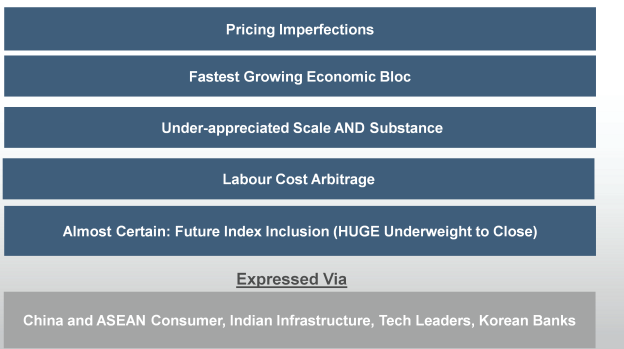 Pricing Imperfections
Fastest Growing Economic Bloc
Under-appreciated Scale AND Substance
Labour Cost Arbitrage
Almost Certain: Future Index Inclusion (HUGE Underweight to Close)
Expressed Via
China and ASEAN Consumer, Indian Infrastructure, Tech Leaders, Korean Banks